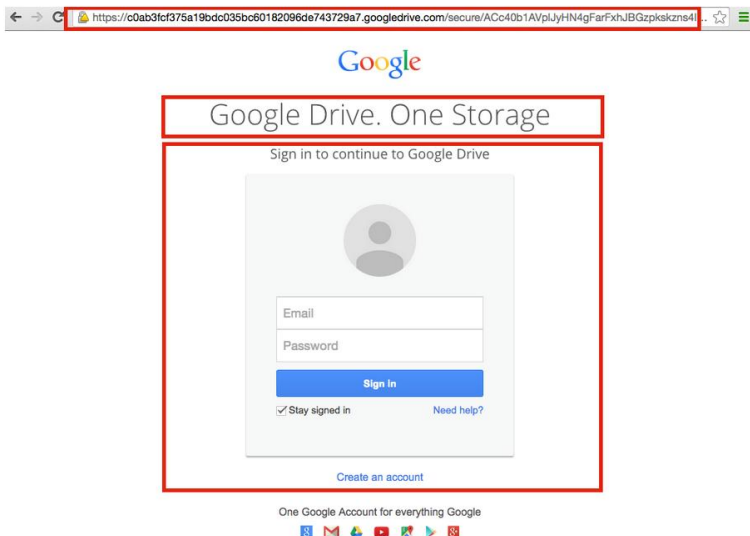 https://c0ab3fcf375a19bdc035bc60182096de743729a7.googledrive.com/secure/ACc40b1AVpIJyHN4gFarFxhJBGzpkskzns4l...
Google
Google Drive. One Storage
Sign in to continue to Google Drive
Email
Password
Sign in
Stay signed in Need help?
Create an account
One Google Account for everything Google